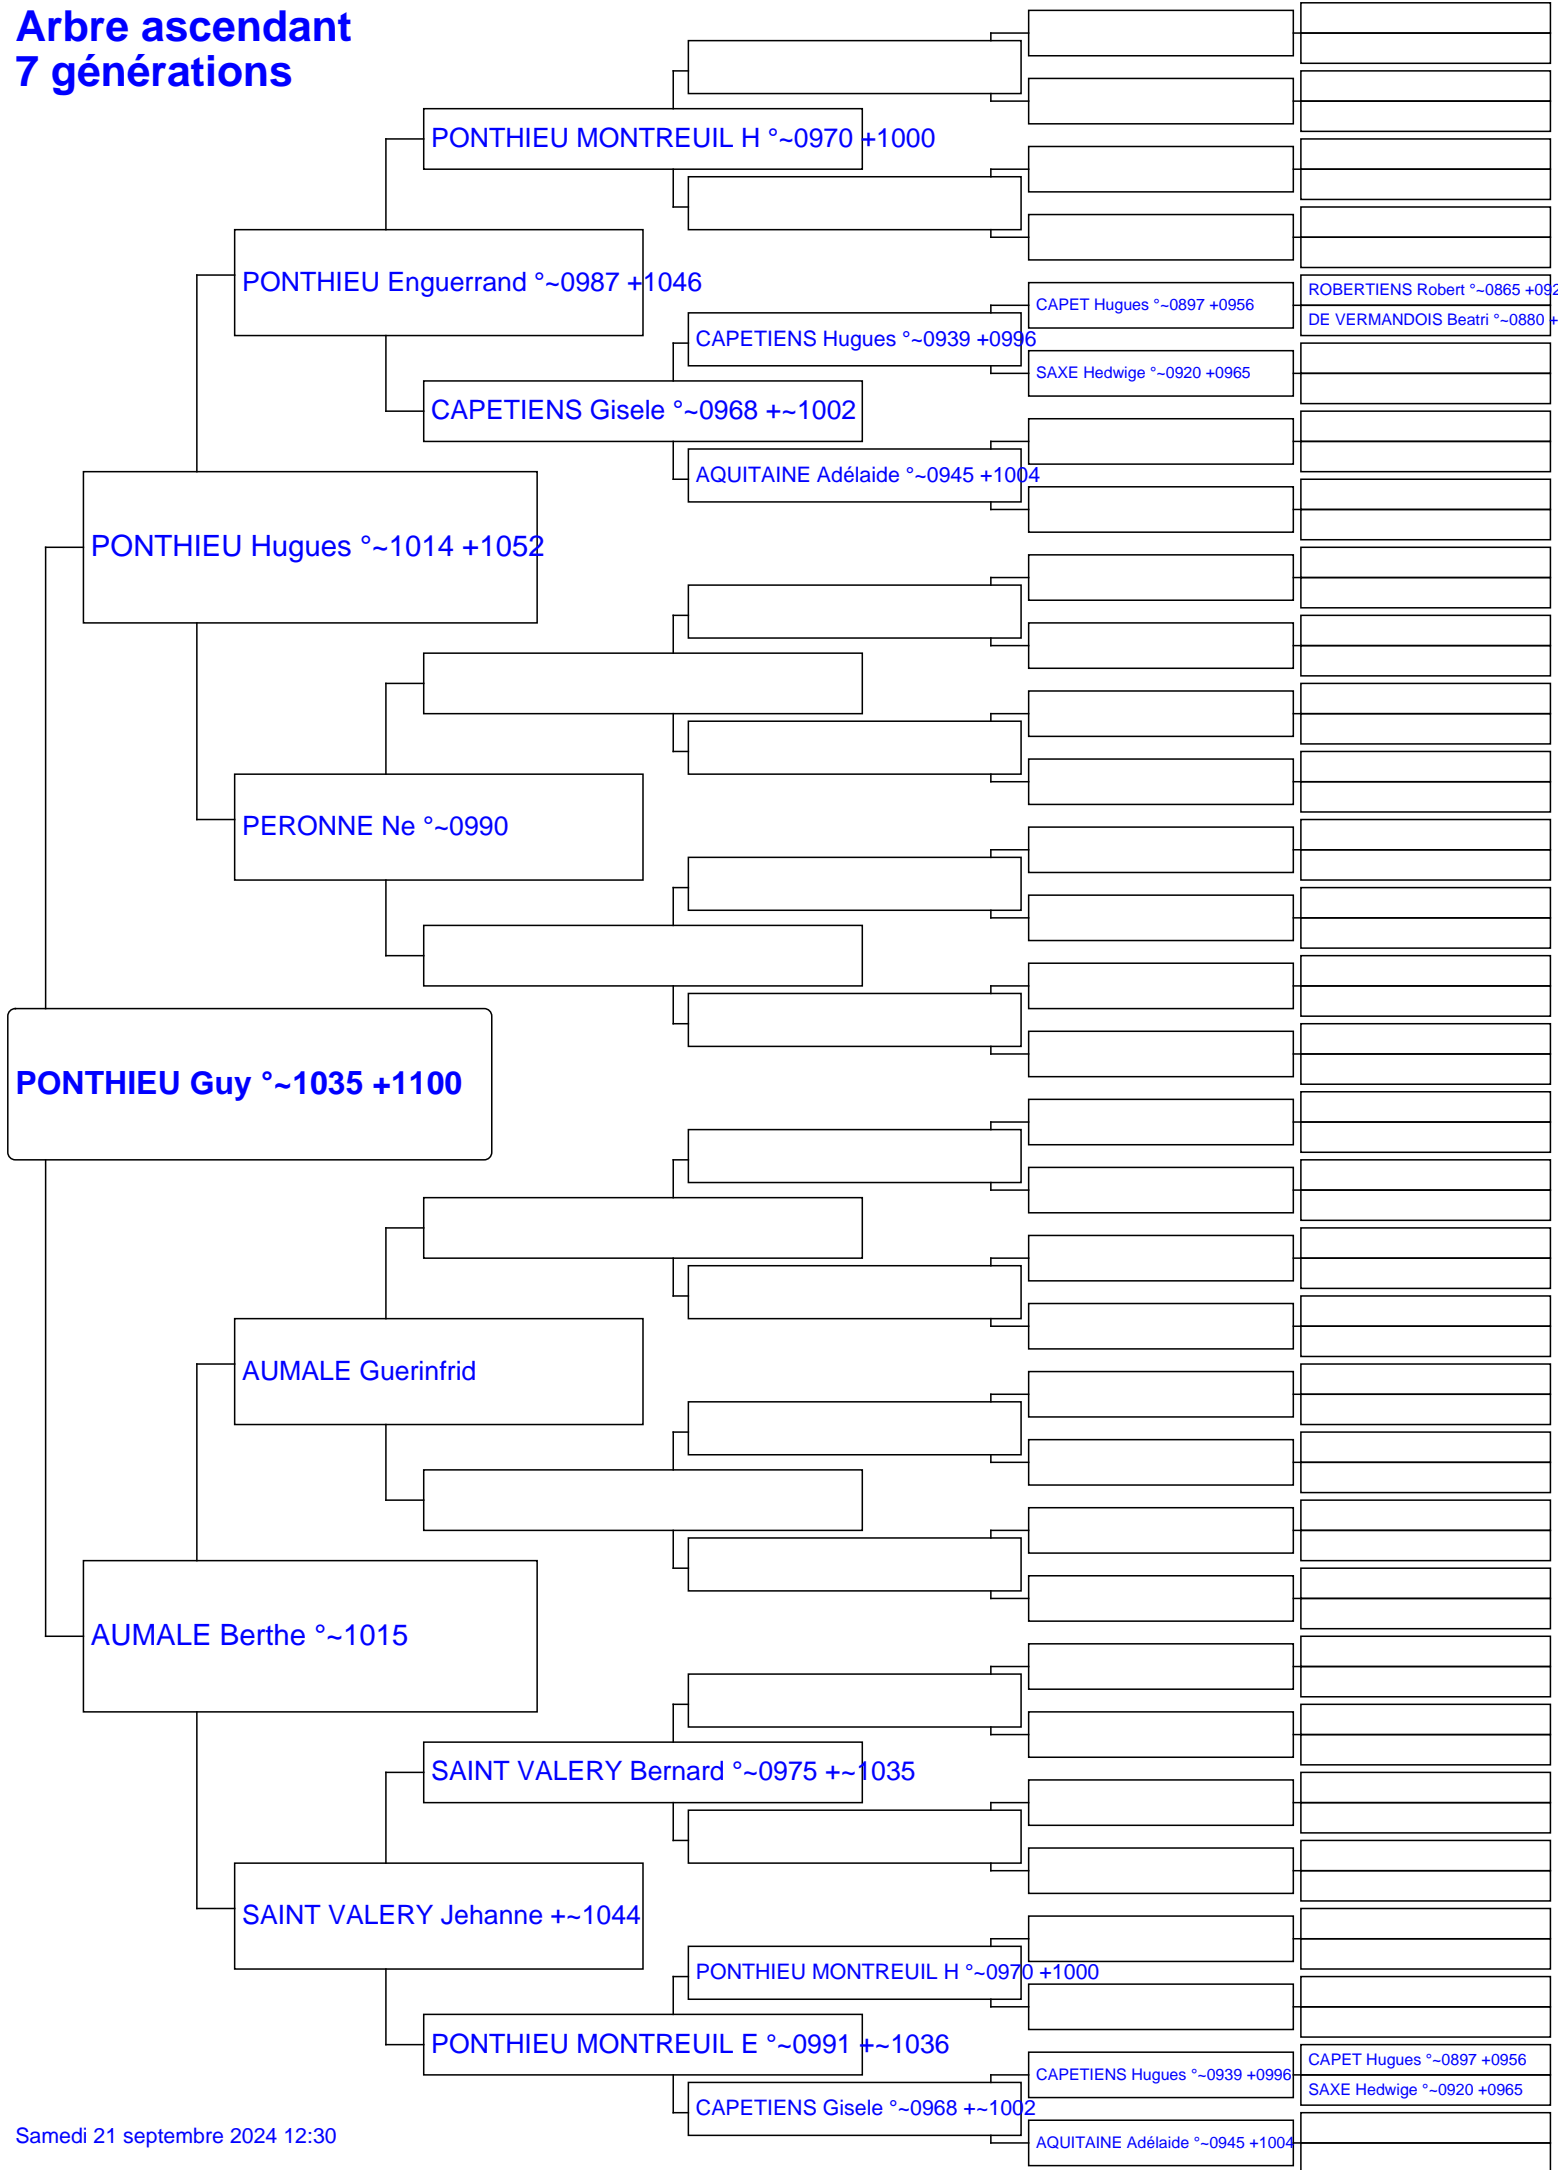 Arbre ascendant
7 générations
PONTHIEU MONTREUIL H °~0970 +1000
PONTHIEU Enguerrand °~0987 +1046
ROBERTIENS Robert °~0865 +092
CAPET Hugues °~0897 +0956
DE VERMANDOIS Beatri °~0880 +
CAPETIENS Hugues °~0939 +0996
SAXE Hedwige °~0920 +0965
CAPETIENS Gisele °~0968 +~1002
AQUITAINE Adélaide °~0945 +1004
PONTHIEU Hugues °~1014 +1052
PERONNE Ne °~0990
PONTHIEU Guy °~1035 +1100
AUMALE Guerinfrid
AUMALE Berthe °~1015
SAINT VALERY Bernard °~0975 +~1035
SAINT VALERY Jehanne +~1044
PONTHIEU MONTREUIL H °~0970 +1000
PONTHIEU MONTREUIL E °~0991 +~1036
CAPET Hugues °~0897 +0956
CAPETIENS Hugues °~0939 +0996
SAXE Hedwige °~0920 +0965
CAPETIENS Gisele °~0968 +~1002
AQUITAINE Adélaide °~0945 +1004
Samedi 21 septembre 2024 12:30